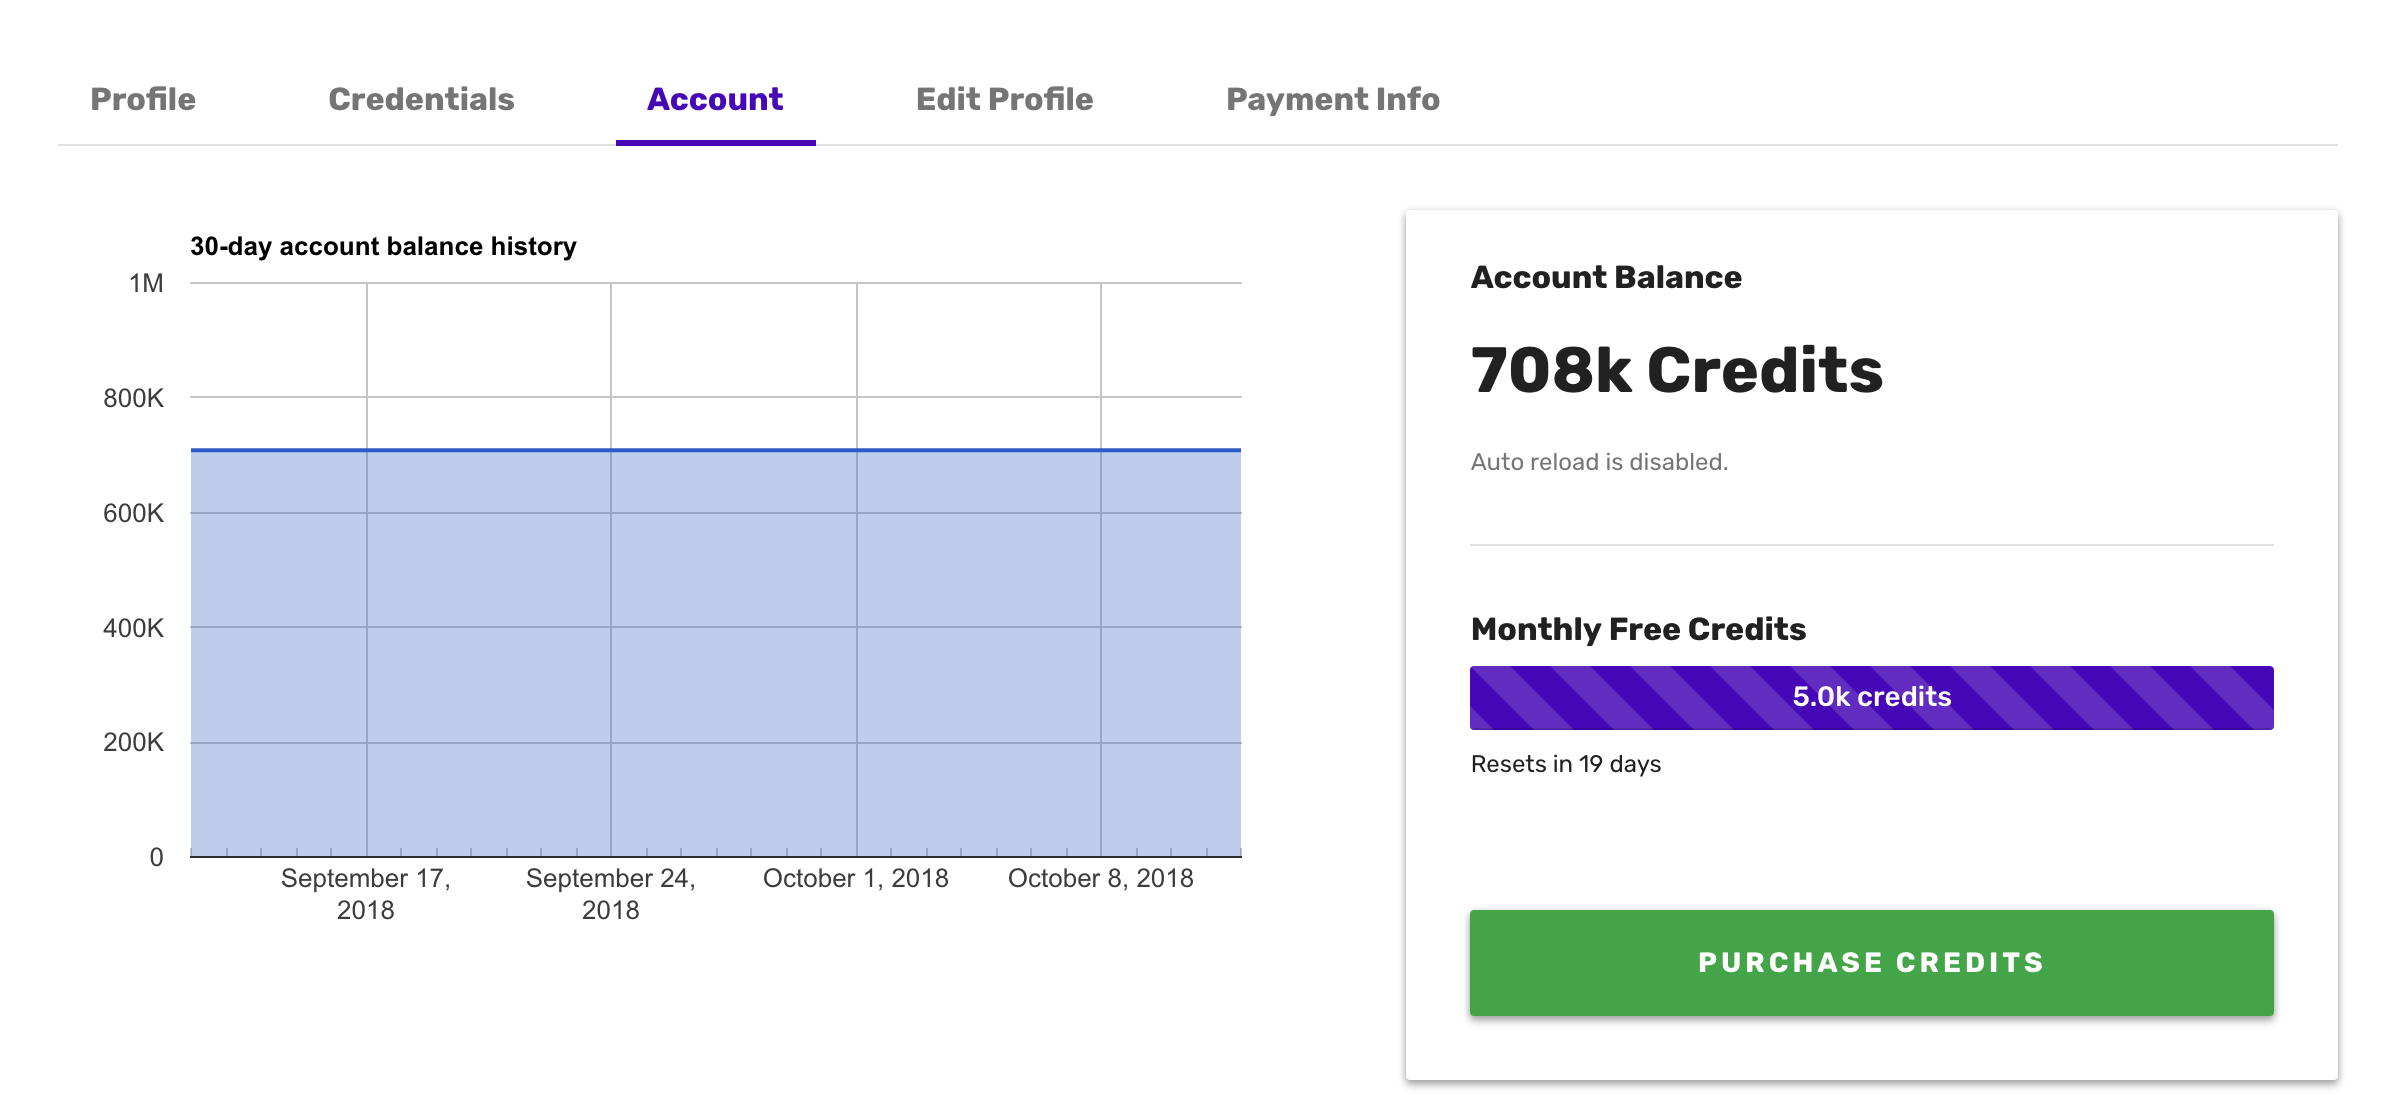 Profile Credentials Account Edit Profile Payment Info
30-day account balance history
1M
800K
600K
400K
200K
0
September 17, 2018
September 24, 2018
October 1, 2018
October 8, 2018
Account Balance
708k Credits
Auto reload is disabled.
Monthly Free Credits
5.0k credits
Resets in 19 days
PURCHASE CREDITS